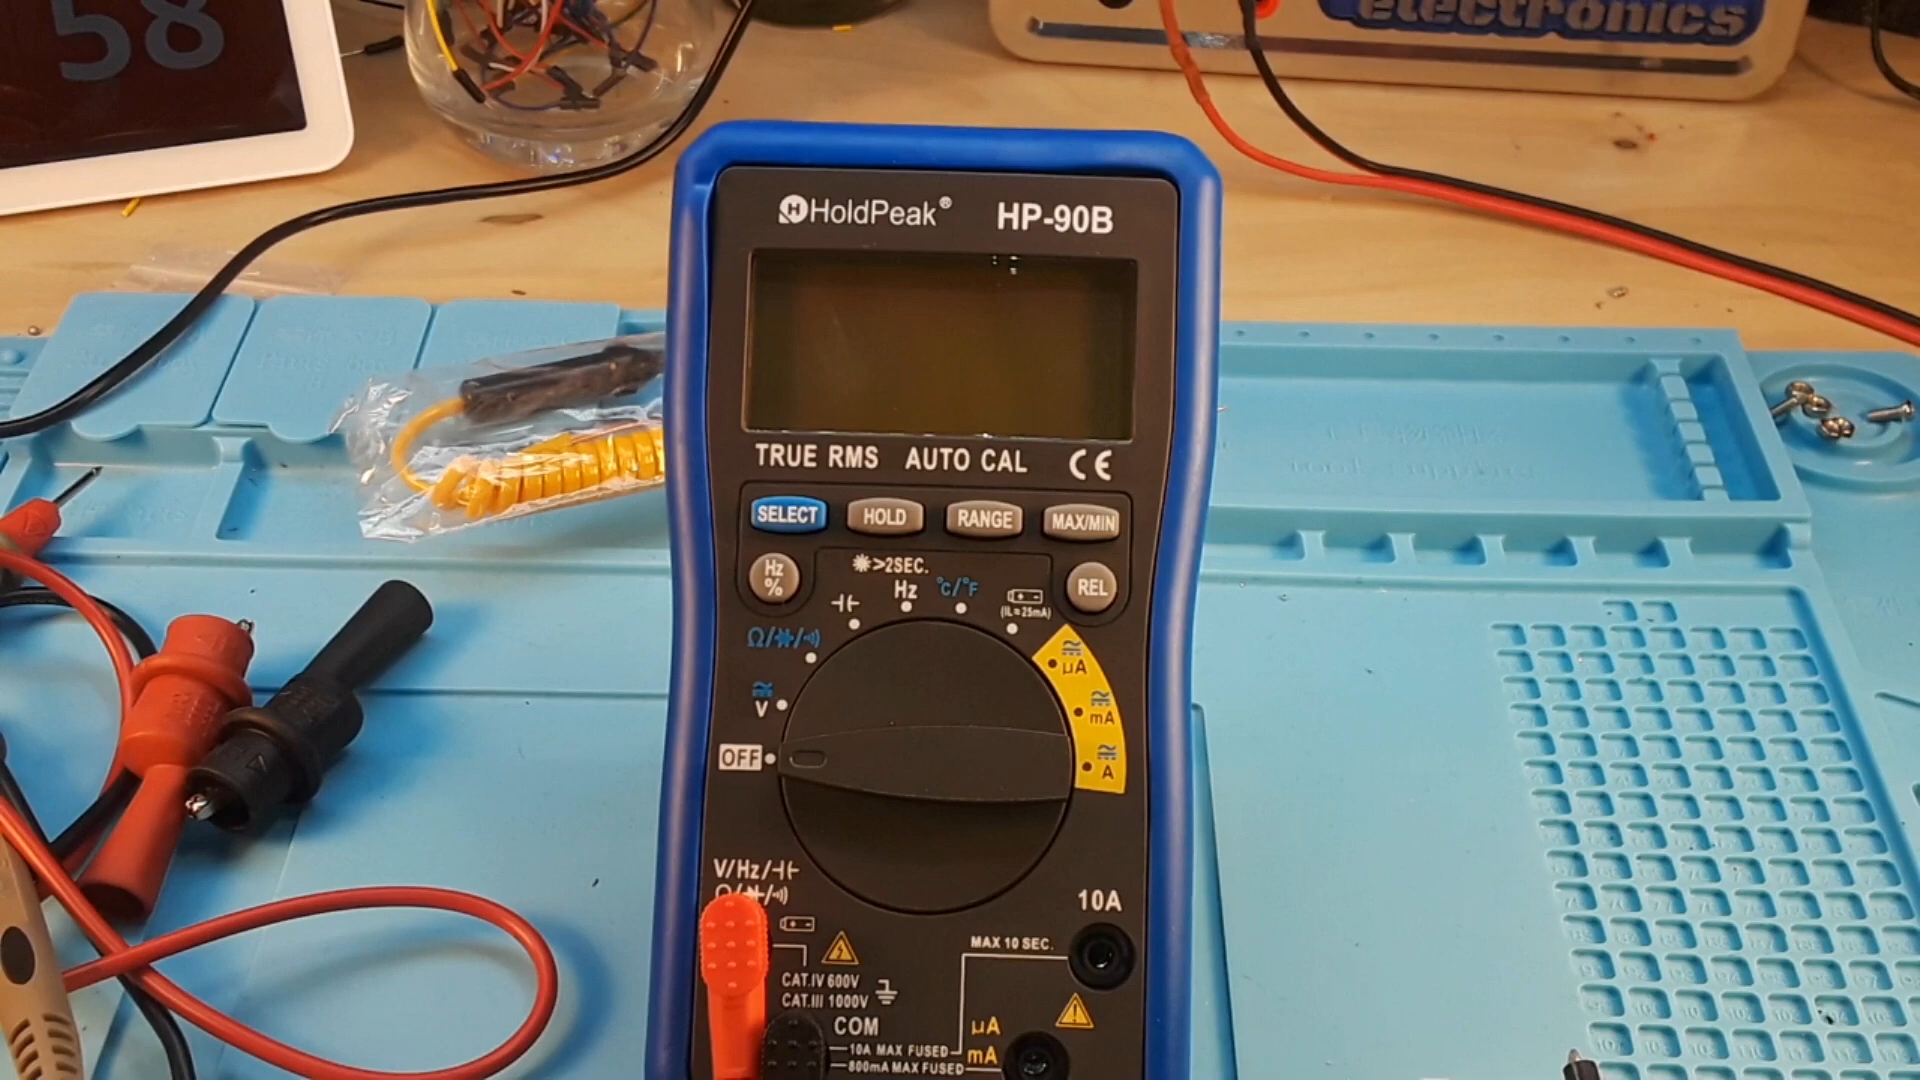 58
electronics
HoldPeak® HP-90B
TRUE RMS AUTO CAL CE
SELECT HOLD RANGE MAX/MIN
Hz
%
>2SEC.
REL
Hz °C/°F
(IL≈25mA)
Ω/ / 
μA
V
mA
OFF
A
V/Hz/
10A
MAX 10 SEC.
CAT.IV 600V
CAT.III 1000V
COM
μA
mA
10A MAX FUSED
800mA MAX FUSED